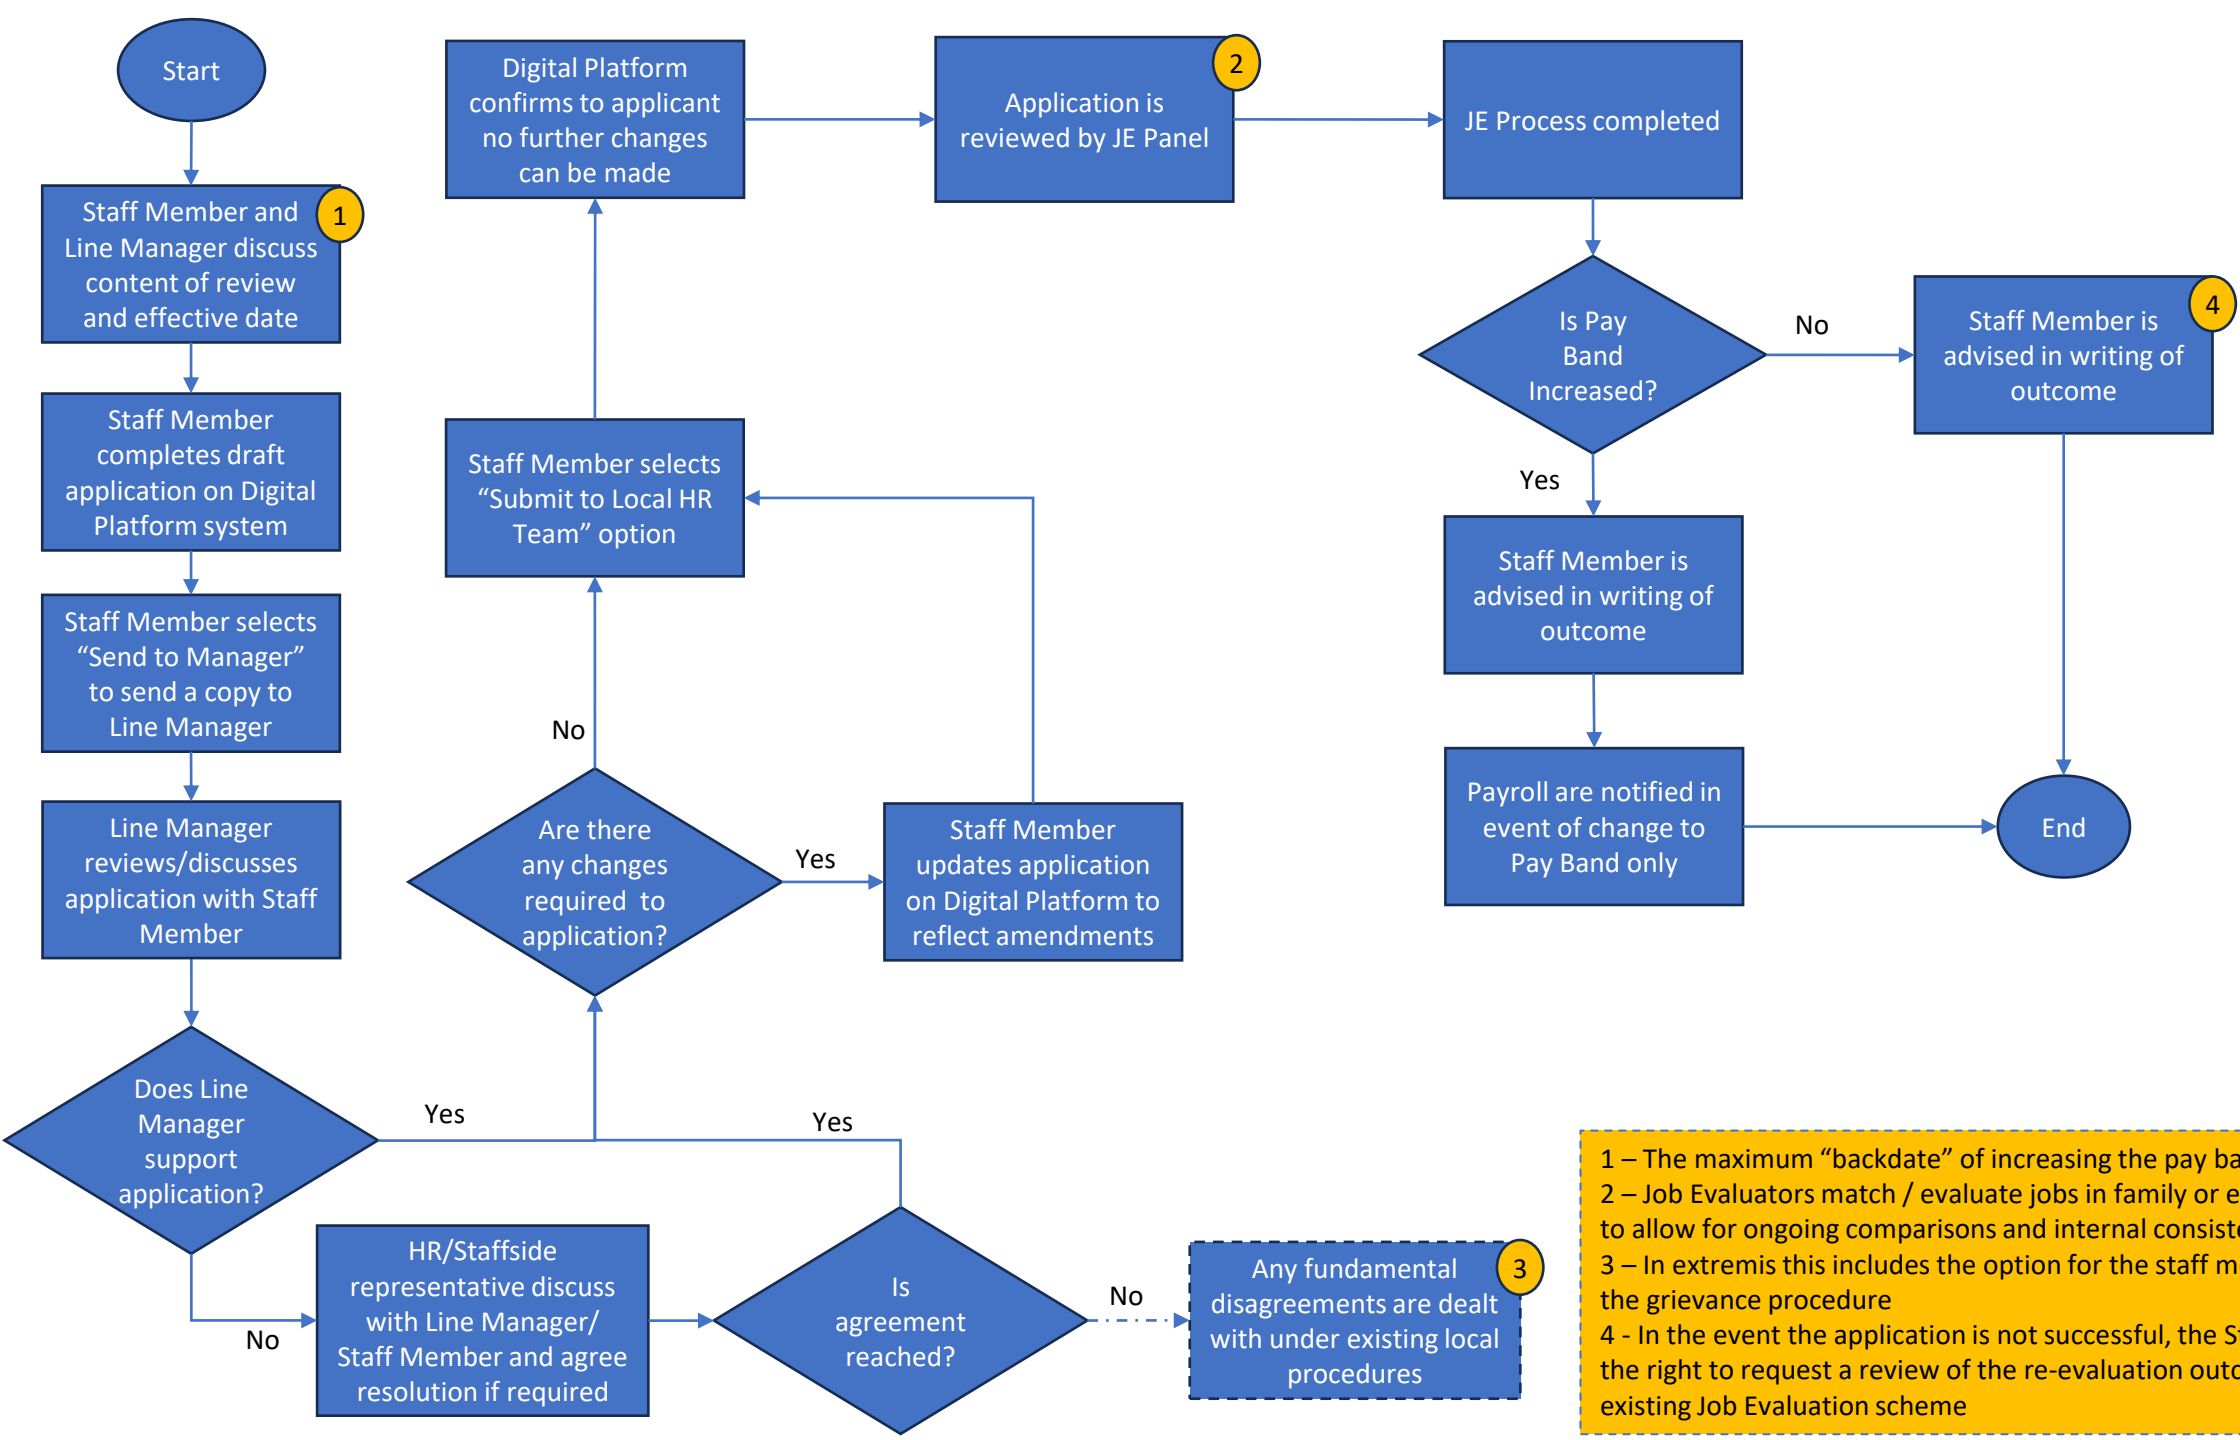 Start
Staff Member and
Line Manager discuss
content of review
and effective date
1
Staff Member
completes draft
application on Digital
Platform system
Staff Member selects
“Send to Manager”
to send a copy to
Line Manager
Line Manager
reviews/discusses
application with Staff
Member
Does Line
Manager
support
application?
Yes
No
HR/Staffside
representative discuss
with Line Manager/
Staff Member and agree
resolution if required
Is
agreement
reached?
Yes
No
Any fundamental
disagreements are dealt
with under existing local
procedures
3
Are there
any changes
required to
application?
Yes
No
Staff Member
updates application
on Digital Platform to
reflect amendments
Staff Member selects
“Submit to Local HR
Team” option
Digital Platform
confirms to applicant
no further changes
can be made
Application is
reviewed by JE Panel
2
JE Process completed
Is Pay
Band
Increased?
No
Yes
Staff Member is
advised in writing of
outcome
4
Staff Member is
advised in writing of
outcome
Payroll are notified in
event of change to
Pay Band only
End
1 – The maximum “backdate” of increasing the pay
2 – Job Evaluators match / evaluate jobs in family or
to allow for ongoing comparisons and internal
3 – In extremis this includes the option for the staff
the grievance procedure
4 - In the event the application is not successful, the
the right to request a review of the re-evaluation
existing Job Evaluation scheme